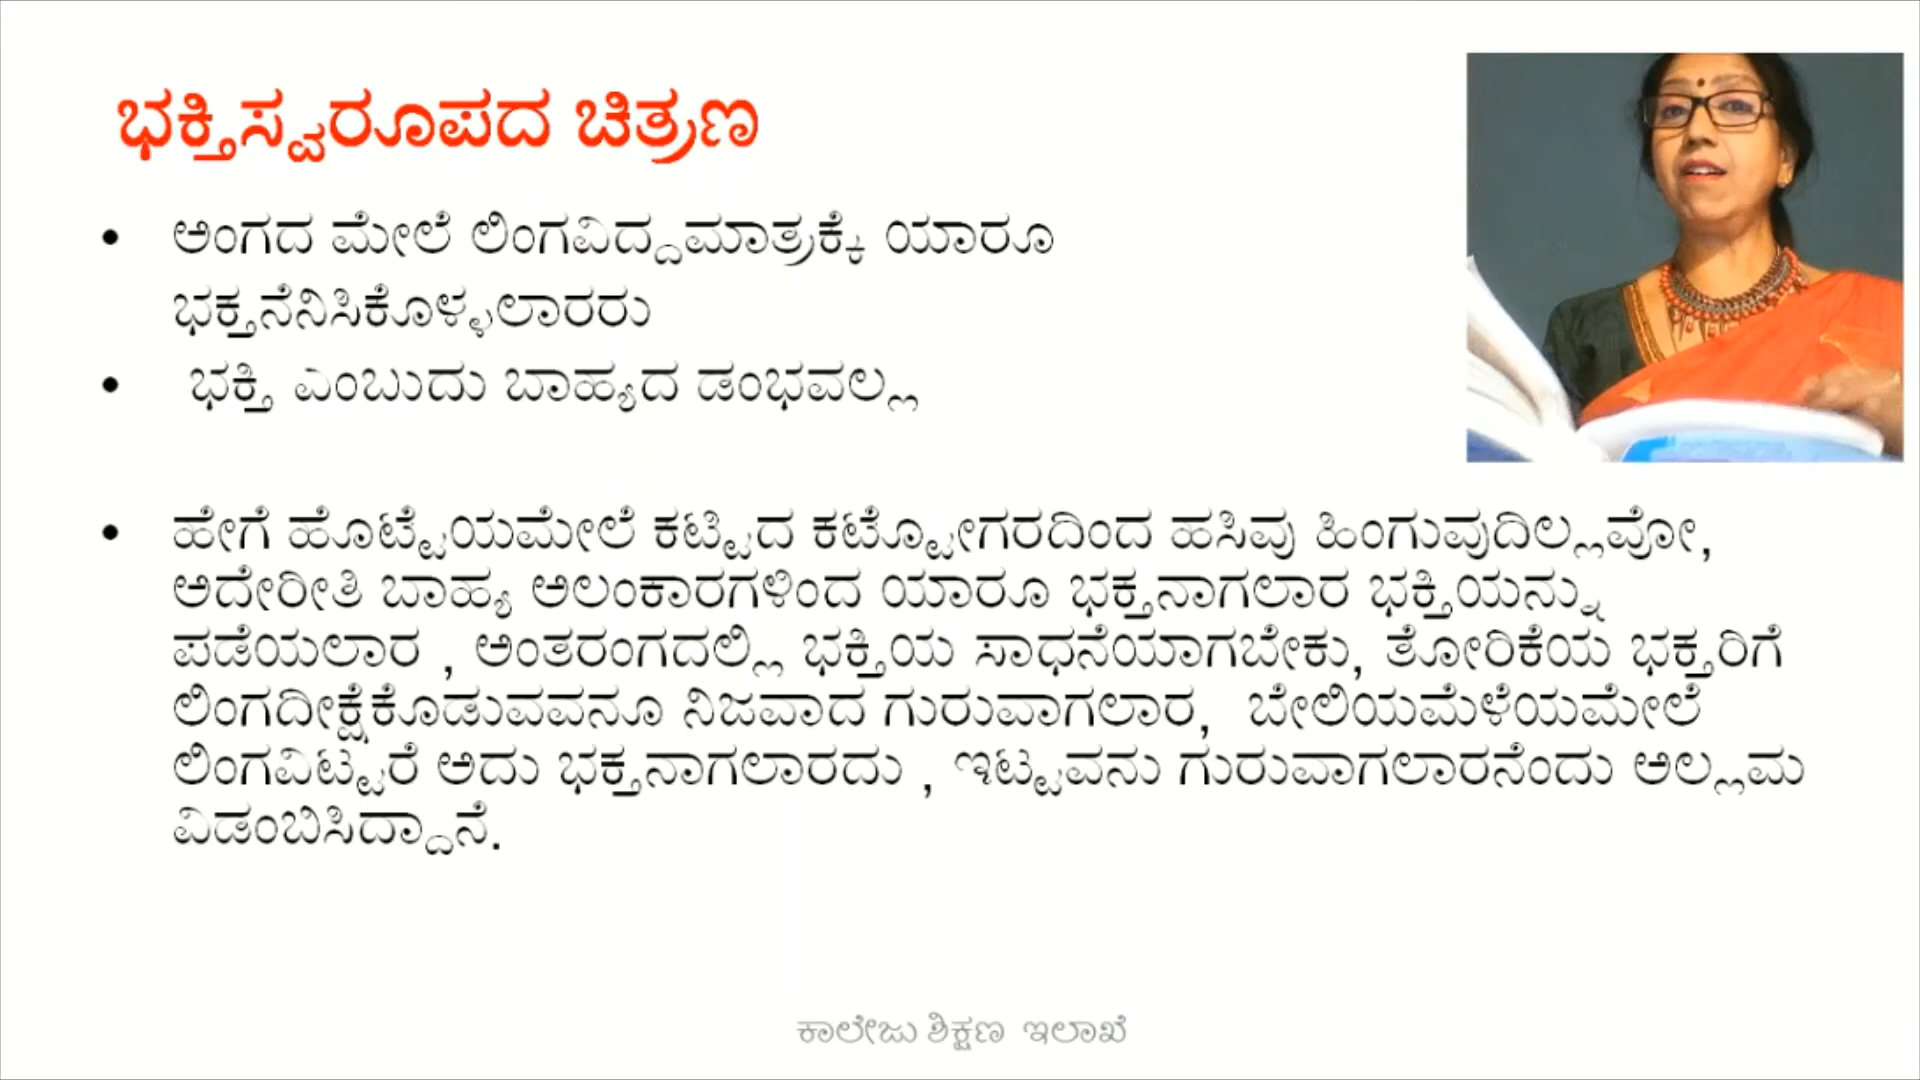 ಭಕ್ತಿಸ್ವರೂಪದ ಚಿತ್ರಣ
• ಅಂಗದ ಮೇಲೆ ಲಿಂಗವಿದ್ದಮಾತ್ರಕ್ಕೆ ಯಾರೂ
ಭಕ್ತನೆನಿಸಿಕೊಳ್ಳಲಾರರು
• ಭಕ್ತಿ ಎಂಬುದು ಬಾಹ್ಯದ ಡಂಭವಲ್ಲ
• ಹೇಗೆ ಹೊಟ್ಟೆಯಮೇಲೆ ಕಟ್ಟಿದ ಕಟ್ಟೋಗರದಿಂದ ಹಸಿವು ಹಿಂಗುವುದಿಲ್ಲವೋ,
ಅದೇರೀತಿ ಬಾಹ್ಯ ಅಲಂಕಾರಗಳಿಂದ ಯಾರೂ ಭಕ್ತನಾಗಲಾರ ಭಕ್ತಿಯನ್ನು
ಪಡೆಯಲಾರ , ಅಂತರಂಗದಲ್ಲಿ ಭಕ್ತಿಯ ಸಾಧನೆಯಾಗಬೇಕು, ತೋರಿಕೆಯ ಭಕ್ತರಿಗೆ
ಲಿಂಗದೀಕ್ಷೆಕೊಡುವವನೂ ನಿಜವಾದ ಗುರುವಾಗಲಾರ, ಬೇಲಿಯಮೆಳೆಯಮೇಲೆ
ಲಿಂಗವಿಟ್ಟರೆ ಅದು ಭಕ್ತನಾಗಲಾರದು , ಇಟ್ಟವನು ಗುರುವಾಗಲಾರನೆಂದು ಅಲ್ಲಮ
ವಿಡಂಬಿಸಿದ್ದಾನೆ.
ಕಾಲೇಜು ಶಿಕ್ಷಣ ಇಲಾಖೆ